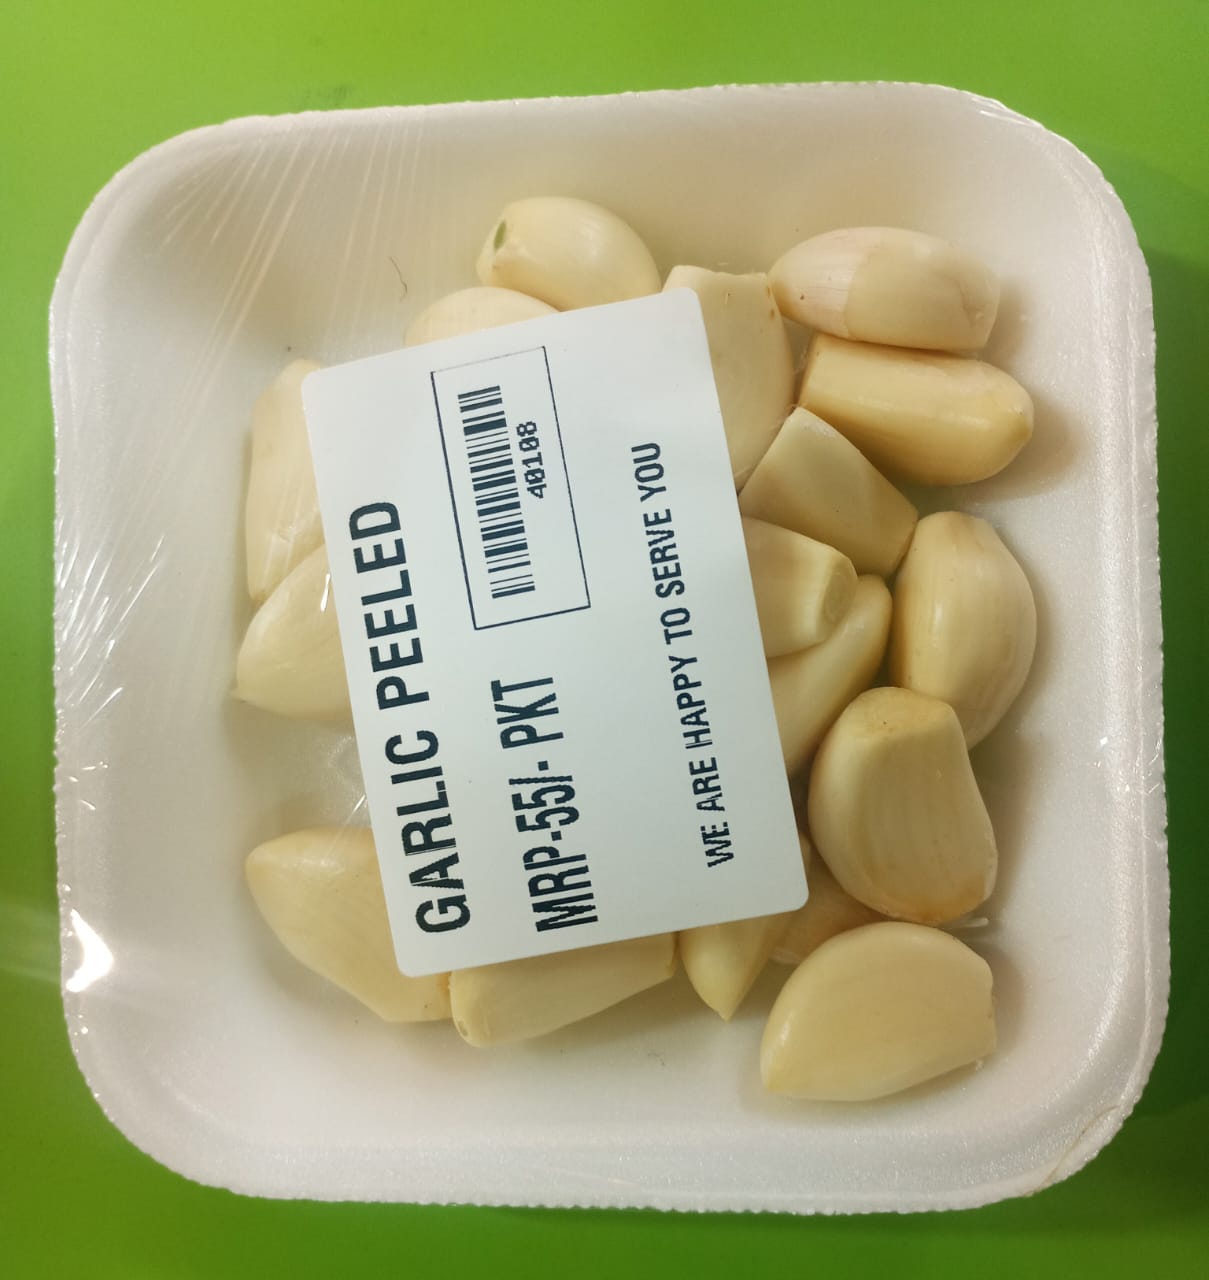 GARLIC PEELED
40108
MRP-55/- PKT
WE ARE HAPPY TO SERVE YOU